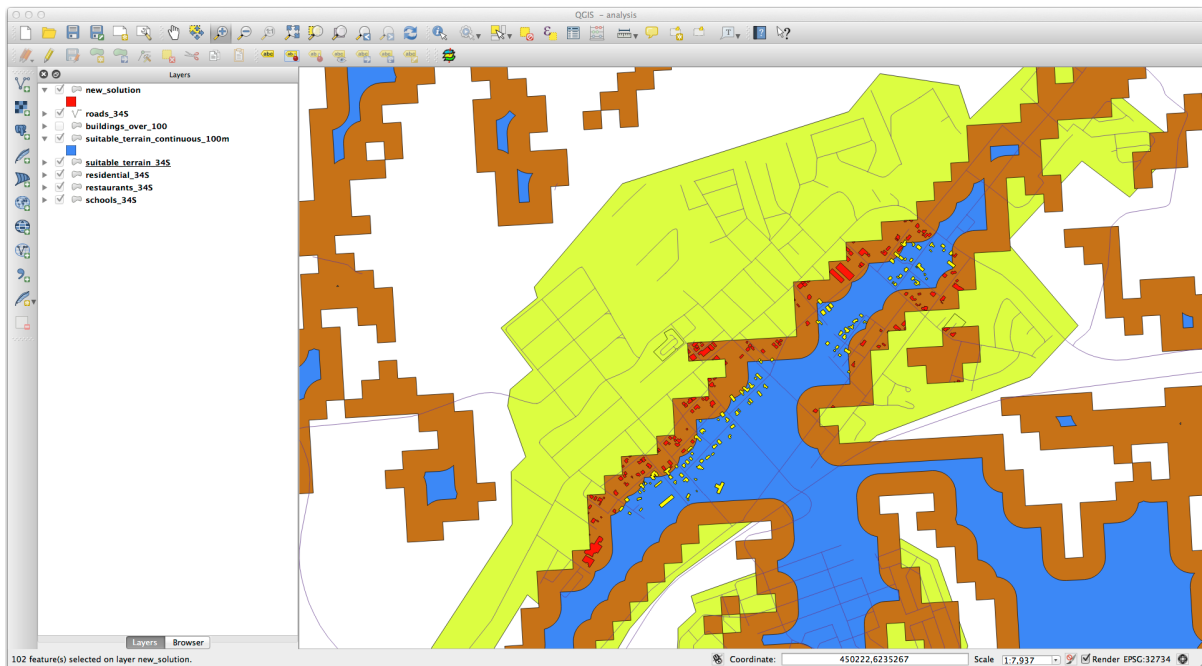 QGIS - analysis
Layers
new_solution
roads_34S
buildings_over_100
suitable_terrain_continuous_100m
suitable_terrain_34S
residential_34S
restaurants_34S
schools_34S
Layers Browser
102 feature(s) selected on layer new_solution.
Coordinate: 450222,6235267 Scale 1:7,937 Render EPSG:32734